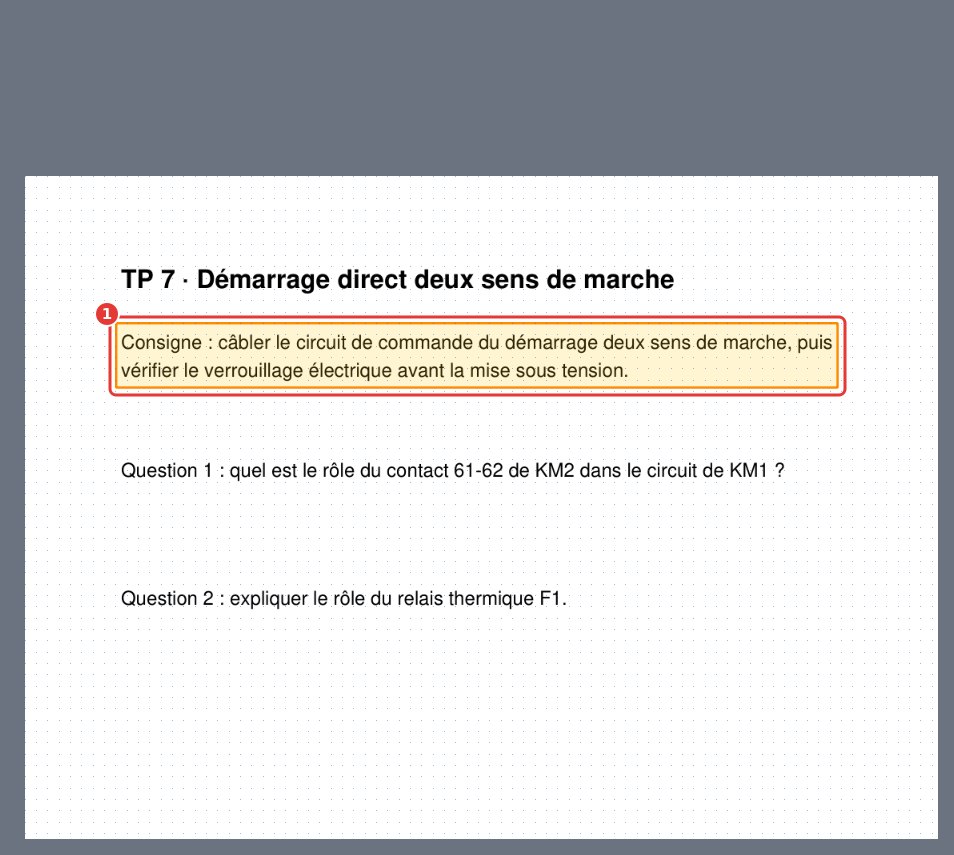 TP 7 · Démarrage direct deux sens de marche
1
Consigne : câbler le circuit de commande du démarrage deux sens de marche, puis
vérifier le verrouillage électrique avant la mise sous tension.
Question 1 : quel est le rôle du contact 61-62 de KM2 dans le circuit de KM1 ?
Question 2 : expliquer le rôle du relais thermique F1.